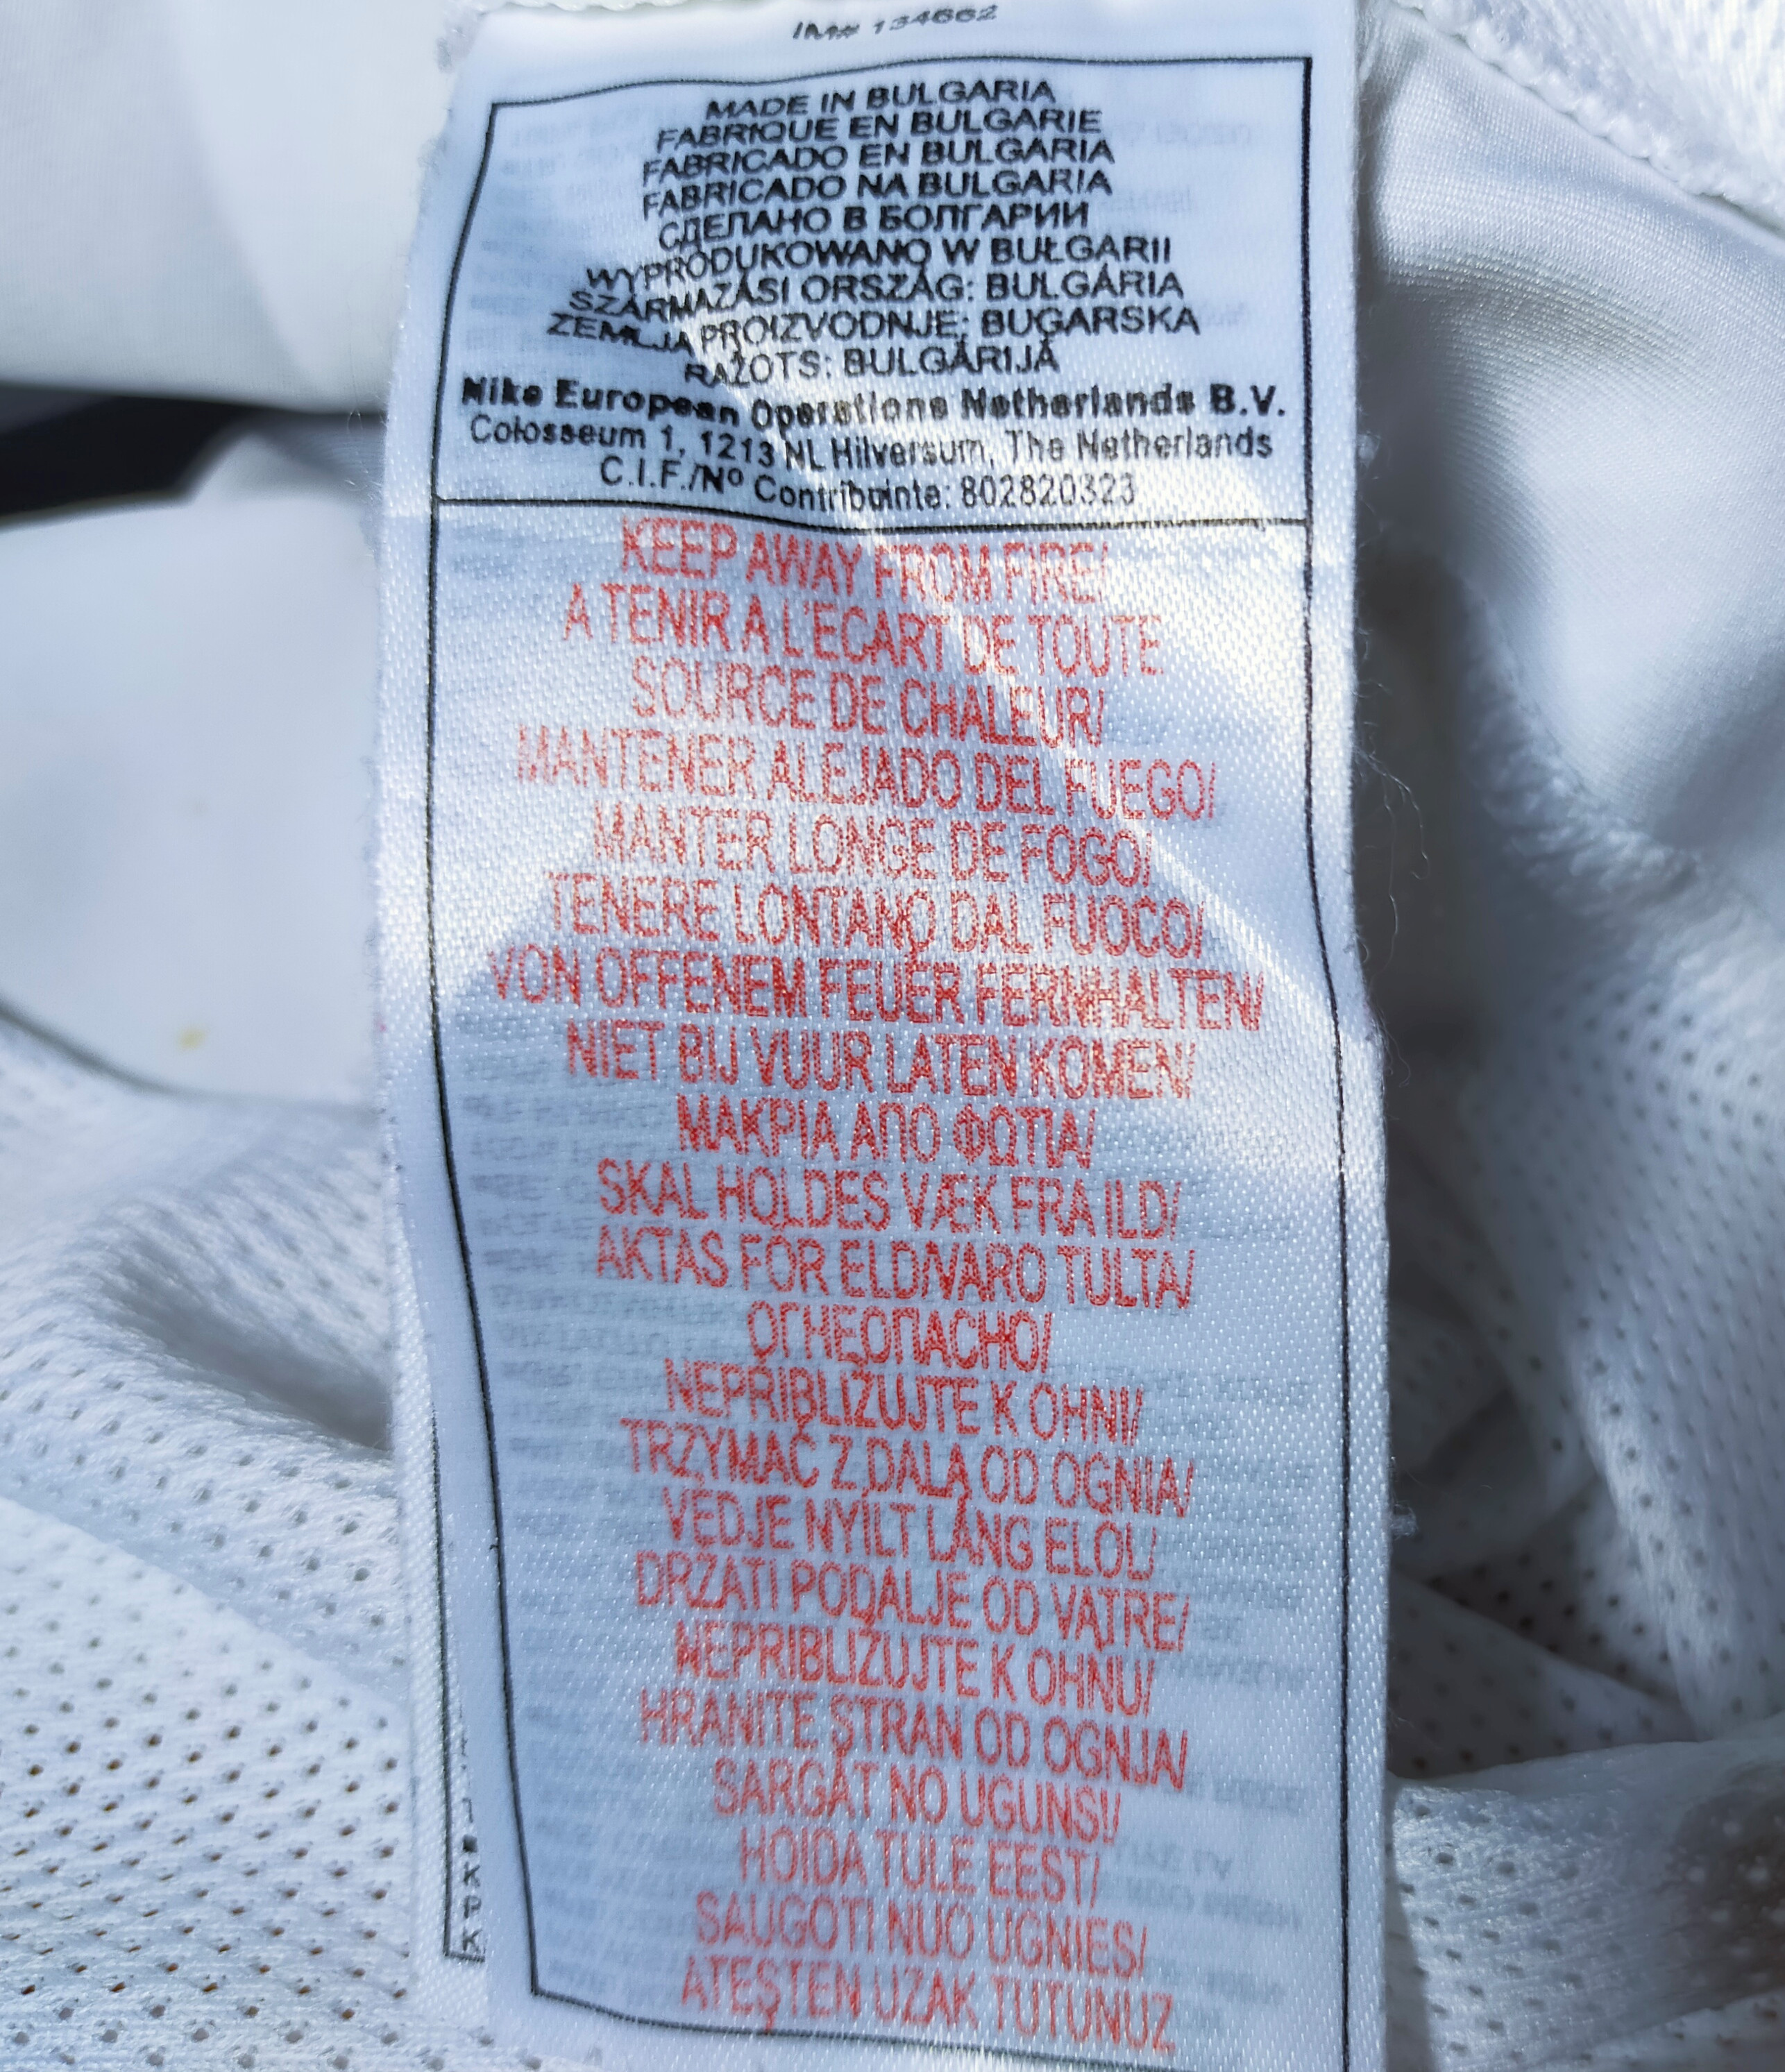 IM# 134662
MADE IN BULGARIA
FABRIQUE EN BULGARIE
FABRICADO EN BULGARIA
FABRICADO NA BULGARIA
СДЕЛАНО В БОЛГАРИИ
WYPRODUKOWANO W BUŁGARII
SZÁRMAZÁSI ORSZÁG: BULGÁRIA
ZEMLJA PROIZVODNJE: BUGARSKA
RAŽOTS: BULGĀRIJĀ
Nike European Operations Netherlands B.V.
Colosseum 1, 1213 NL Hilversum, The Netherlands
C.I.F./Nº Contribuinte: 802820323
KEEP AWAY FROM FIRE/
A TENIR A L'ECART DE TOUTE
SOURCE DE CHALEUR/
MANTENER ALEJADO DEL FUEGO/
MANTER LONGE DE FOGO/
TENERE LONTANO DAL FUOCO/
VON OFFENEM FEUER FERNHALTEN/
NIET BIJ VUUR LATEN KOMEN/
ΜΑΚΡΙΑ ΑΠΟ ΦΩΤΙΑ/
SKAL HOLDES VÆK FRA ILD/
AKTAS FÖR ELD/VARO TULTA/
ОГНЕОПАСНО/
NEPŘIBLIŽUJTE K OHNI/
TRZYMAĆ Z DALA OD OGNIA/
VÉDJE NYÍLT LÁNG ELŐL/
DRŽATI PODALJE OD VATRE/
NEPRIBLIŽUJTE K OHŇU/
HRANITE STRAN OD OGNJA/
SARGĀT NO UGUNS!/
HOIDA TULE EEST/
SAUGOTI NUO UGNIES/
ATEŞTEN UZAK TUTUNUZ